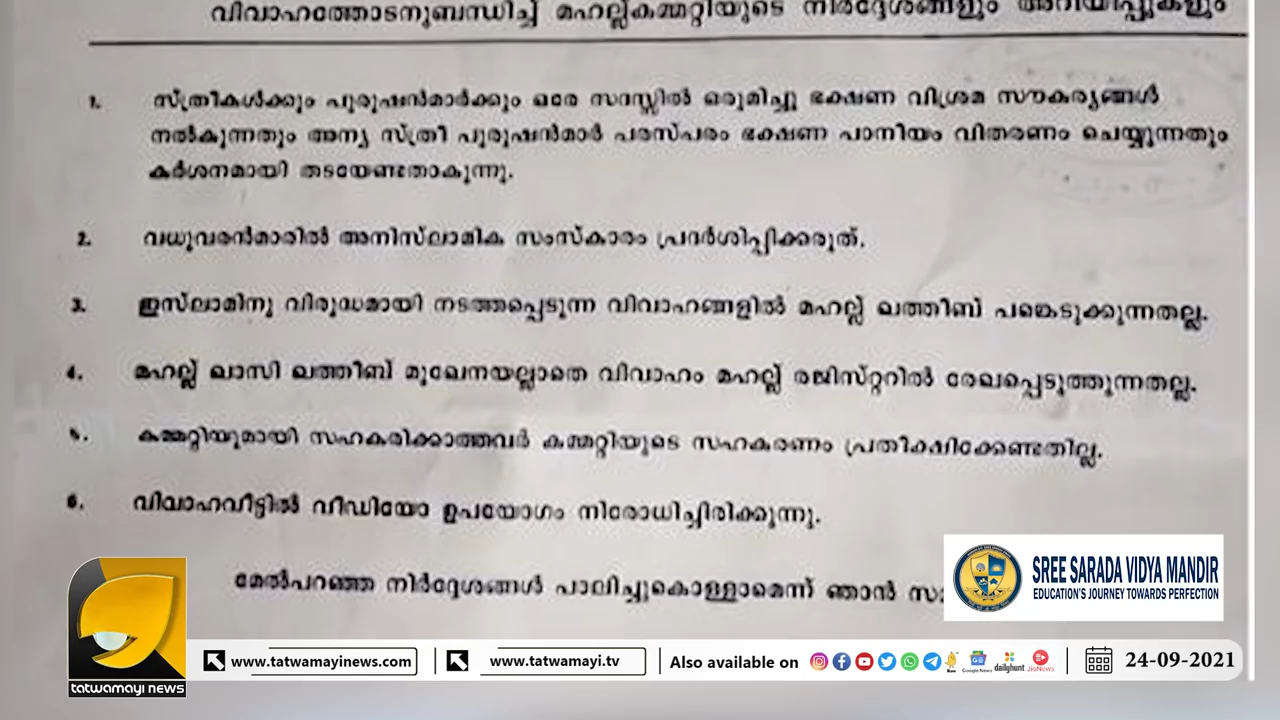 വിവാഹത്തോടനുബന്ധിച്ച് മഹല്ല്കമ്മറ്റിയുടെ നിർദ്ദേശങ്ങളും അറിയിപ്പുകളും
1. സ്ത്രീകൾക്കും പുരുഷൻമാർക്കും ഒരേ സദസ്സിൽ ഒരുമിച്ചു ഭക്ഷണ വിശ്രമ സൗകര്യങ്ങൾ
നൽകുന്നതും അന്യ സ്ത്രീ പുരുഷൻമാർ പരസ്പരം ഭക്ഷണ പാനീയം വിതരണം ചെയ്യുന്നതും
കർശനമായി തടയേണ്ടതാകുന്നു.
2. വധൂവരൻമാരിൽ അനിസ്ലാമിക സംസ്കാരം പ്രദർശിപ്പിക്കരുത്.
3. ഇസ്ലാമിനു വിരുദ്ധമായി നടത്തപ്പെടുന്ന വിവാഹങ്ങളിൽ മഹല്ല് ഖത്തീബ് പങ്കെടുക്കുന്നതല്ല.
4. മഹല്ല് ഖാസി ഖത്തീബ് മുഖേനയല്ലാതെ വിവാഹം മഹല്ല് രജിസ്റ്ററിൽ രേഖപ്പെടുത്തുന്നതല്ല.
5. കമ്മറ്റിയുമായി സഹകരിക്കാത്തവർ കമ്മറ്റിയുടെ സഹകരണം പ്രതീക്ഷിക്കേണ്ടതില്ല.
6. വിവാഹവീട്ടിൽ വീഡിയോ ഉപയോഗം നിരോധിച്ചിരിക്കുന്നു.
മേൽപറഞ്ഞ നിർദ്ദേശങ്ങൾ പാലിച്ചുകൊള്ളാമെന്ന് ഞാൻ
SREE SARADA VIDYA MANDIR
EDUCATION'S JOURNEY TOWARDS PERFECTION
tatwamayi news
www.tatwamayinews.com www.tatwamayi.tv Also available on Koo Google News dailyhunt JioNews 24-09-2021